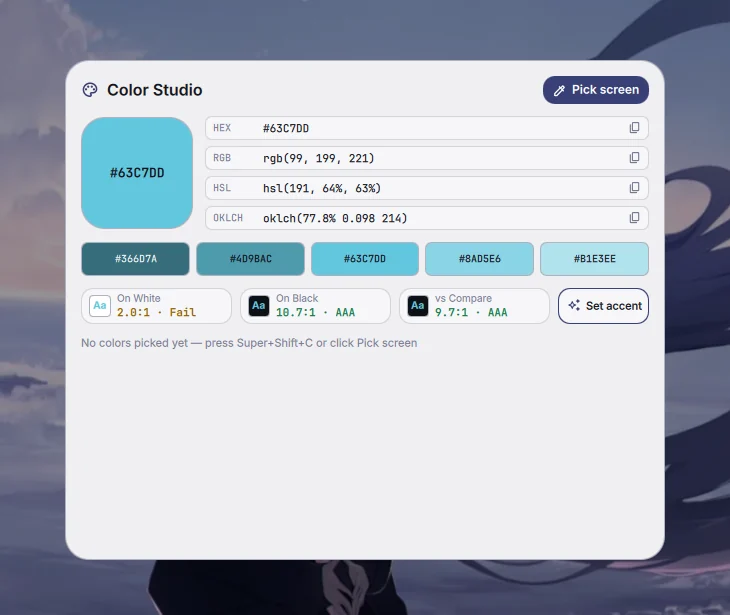 Color Studio
Pick screen
#63C7DD
HEX #63C7DD
RGB rgb(99, 199, 221)
HSL hsl(191, 64%, 63%)
OKLCH oklch(77.8% 0.098 214)
#366D7A #4D9BAC #63C7DD #8AD5E6 #B1E3EE
Aa On White
2.0:1 · Fail
Aa On Black
10.7:1 · AAA
Aa vs Compare
9.7:1 · AAA
Set accent
No colors picked yet — press Super+Shift+C or click Pick screen